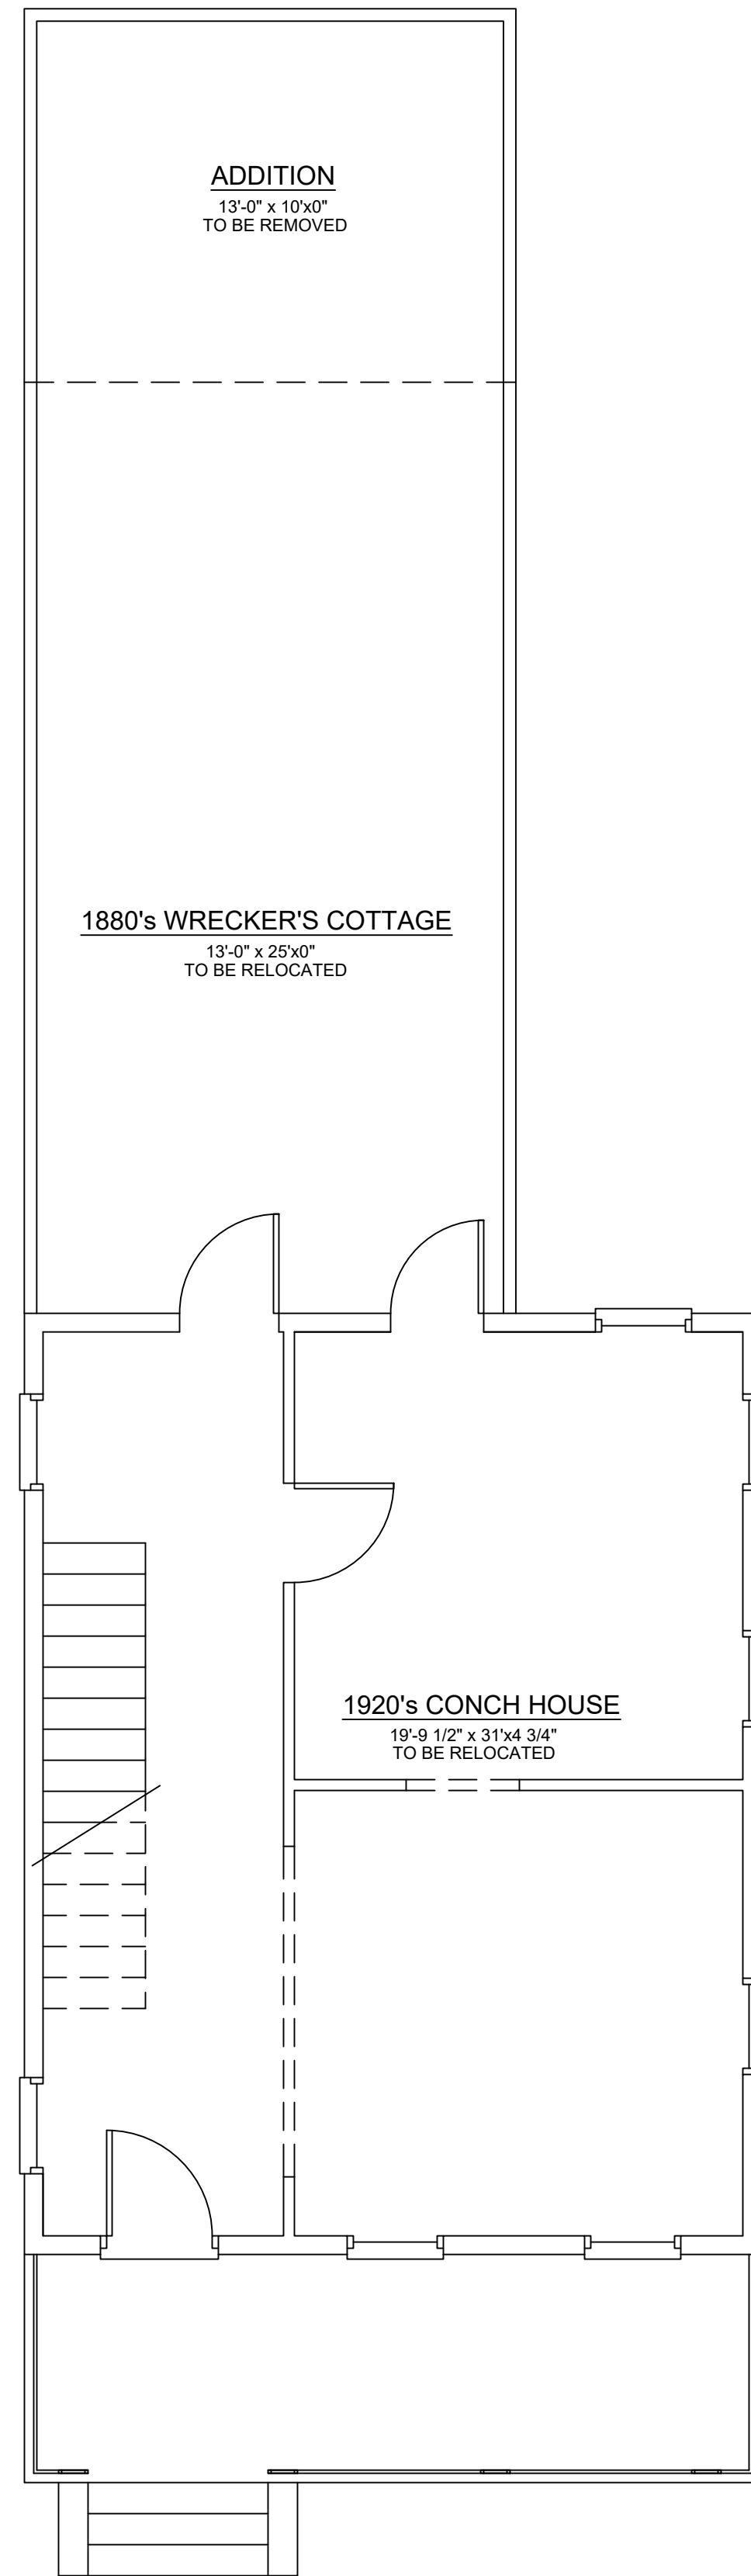 ADDITION
13'-0" x 10'x0"
TO BE REMOVED
1880's WRECKER'S COTTAGE
13'-0" x 25'x0"
TO BE RELOCATED
1920's CONCH HOUSE
19'-9 1/2" x 31'x4 3/4"
TO BE RELOCATED